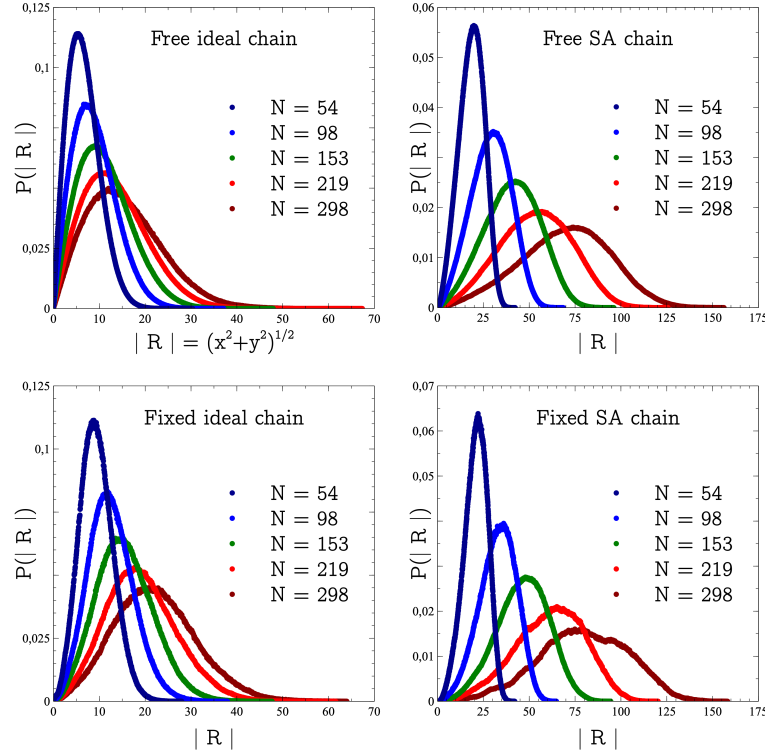 Free ideal chain
P(| R |)
0,125
0,1
0,025
0
N = 54
N = 98
N = 153
N = 219
N = 298
0 10 20 30 40 50 60 70
| R | = (x²+y²)^1/2
Free SA chain
P(| R |)
0,06
0,05
0,04
0,03
0,02
0,01
0
N = 54
N = 98
N = 153
N = 219
N = 298
0 25 50 75 100 125 150 175
| R |
Fixed ideal chain
P(| R |)
0,125
0,1
0,025
0
N = 54
N = 98
N = 153
N = 219
N = 298
0 10 20 30 40 50 60 70
| R |
Fixed SA chain
P(| R |)
0,07
0,06
0,05
0,04
0,03
0,02
0,01
0
N = 54
N = 98
N = 153
N = 219
N = 298
0 25 50 75 100 125 150 175
| R |